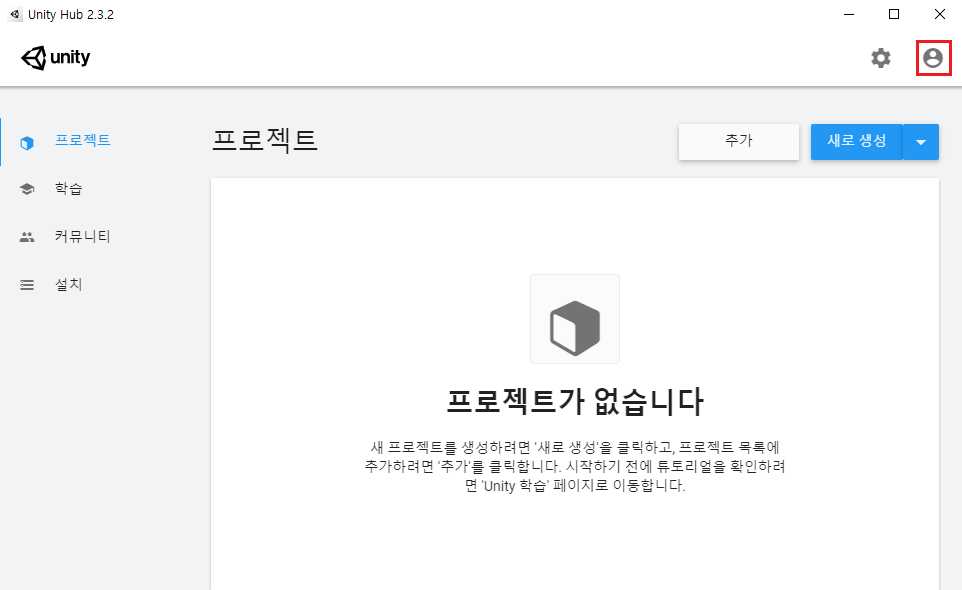 Unity Hub 2.3.2
unity
프로젝트
학습
커뮤니티
설치
프로젝트
추가
새로 생성
프로젝트가 없습니다
새 프로젝트를 생성하려면 '새로 생성'을 클릭하고, 프로젝트 목록에
추가하려면 '추가'를 클릭합니다. 시작하기 전에 튜토리얼을 확인하려
면 'Unity 학습' 페이지로 이동합니다.